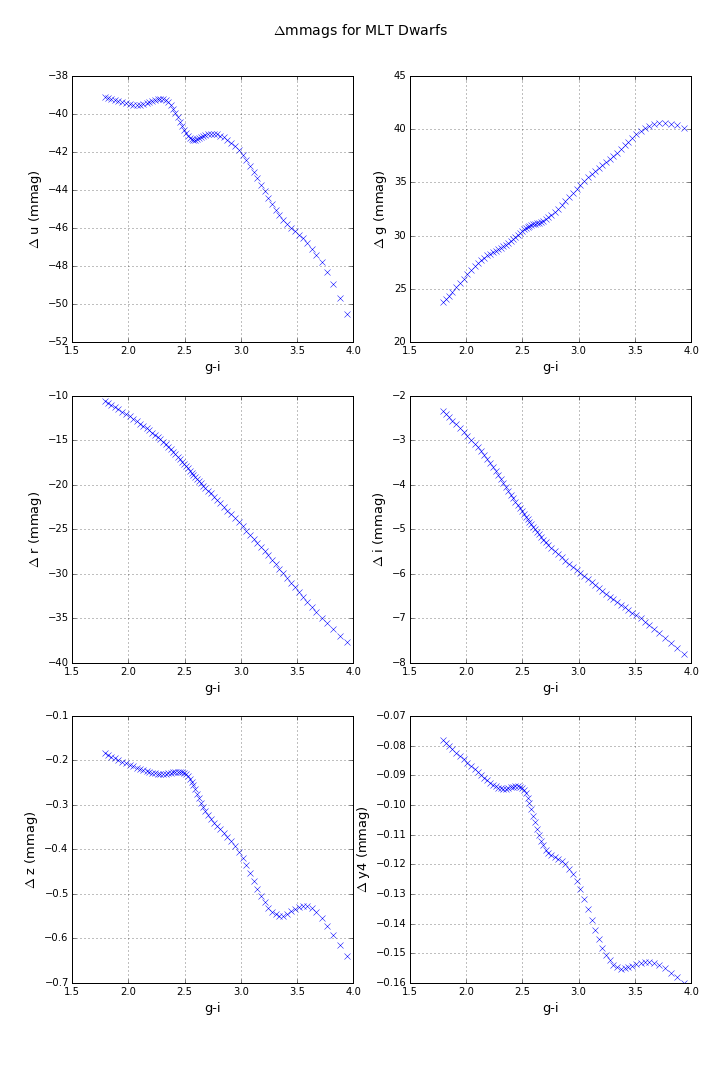 Δmmags for MLT Dwarfs
−38
−40
−42
−44
−46
−48
−50
−52
Δ u (mmag)
1.5 2.0 2.5 3.0 3.5 4.0
g-i
45
40
35
30
25
20
Δ g (mmag)
1.5 2.0 2.5 3.0 3.5 4.0
g-i
−10
−15
−20
−25
−30
−35
−40
Δ r (mmag)
1.5 2.0 2.5 3.0 3.5 4.0
g-i
−2
−3
−4
−5
−6
−7
−8
Δ i (mmag)
1.5 2.0 2.5 3.0 3.5 4.0
g-i
−0.1
−0.2
−0.3
−0.4
−0.5
−0.6
−0.7
Δ z (mmag)
1.5 2.0 2.5 3.0 3.5 4.0
g-i
−0.07
−0.08
−0.09
−0.10
−0.11
−0.12
−0.13
−0.14
−0.15
−0.16
Δ y4 (mmag)
1.5 2.0 2.5 3.0 3.5 4.0
g-i